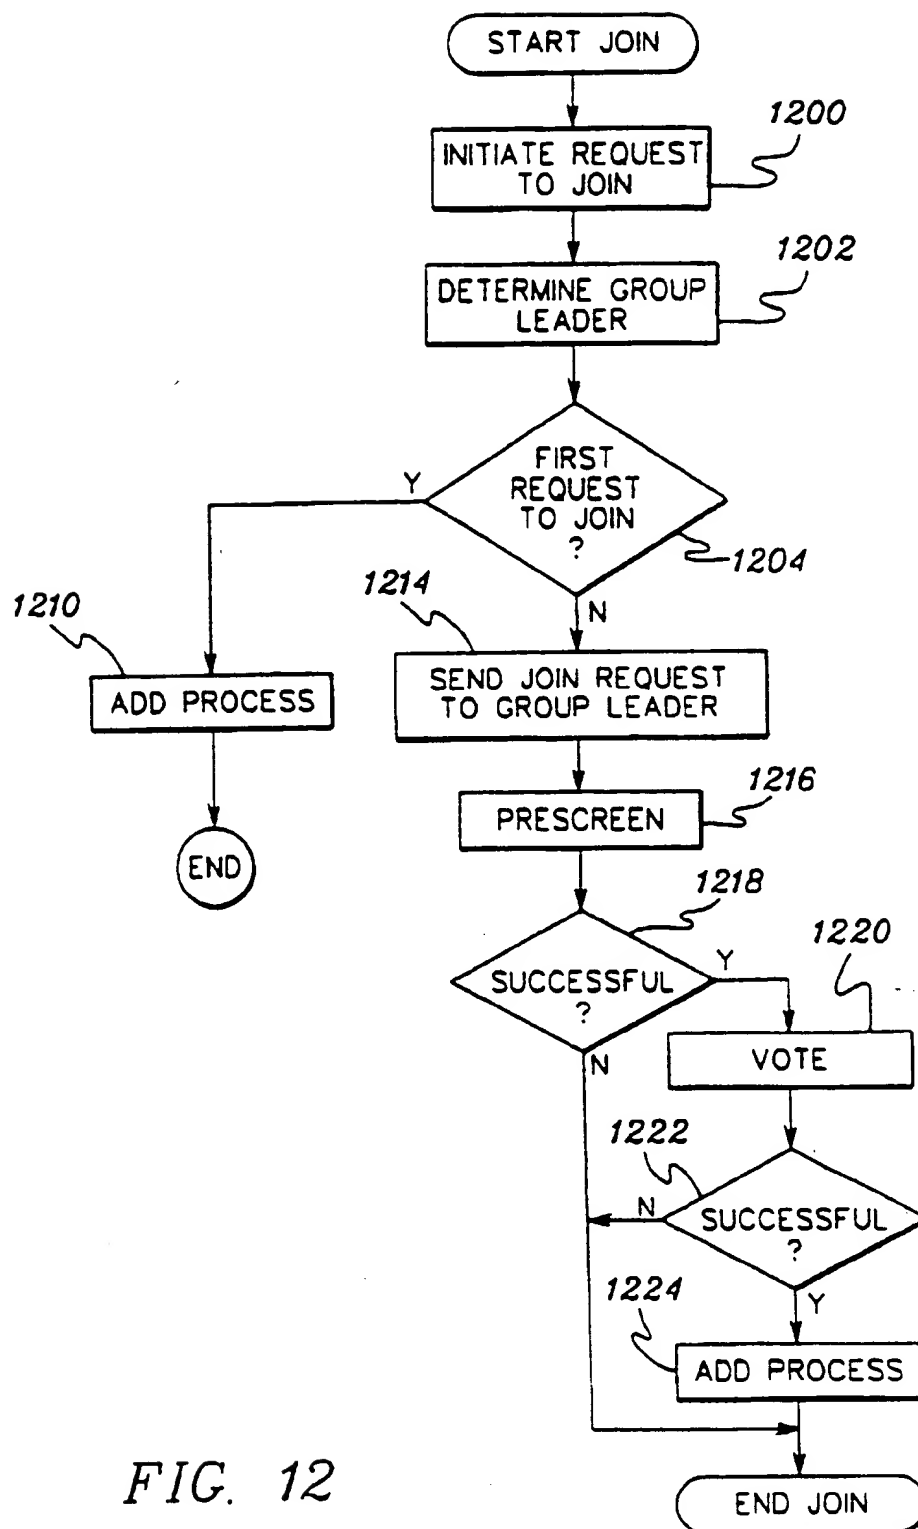 START JOIN
1200
INITIATE REQUEST
TO JOIN
1202
DETERMINE GROUP
LEADER
FIRST
REQUEST
TO JOIN
?
Y
1204
N
1214
1210
SEND JOIN REQUEST
TO GROUP LEADER
ADD PROCESS
1216
PRESCREEN
END
1218
SUCCESSFUL
?
Y
N
1220
VOTE
1222
SUCCESSFUL
?
N
Y
1224
ADD PROCESS
END JOIN
FIG. 12